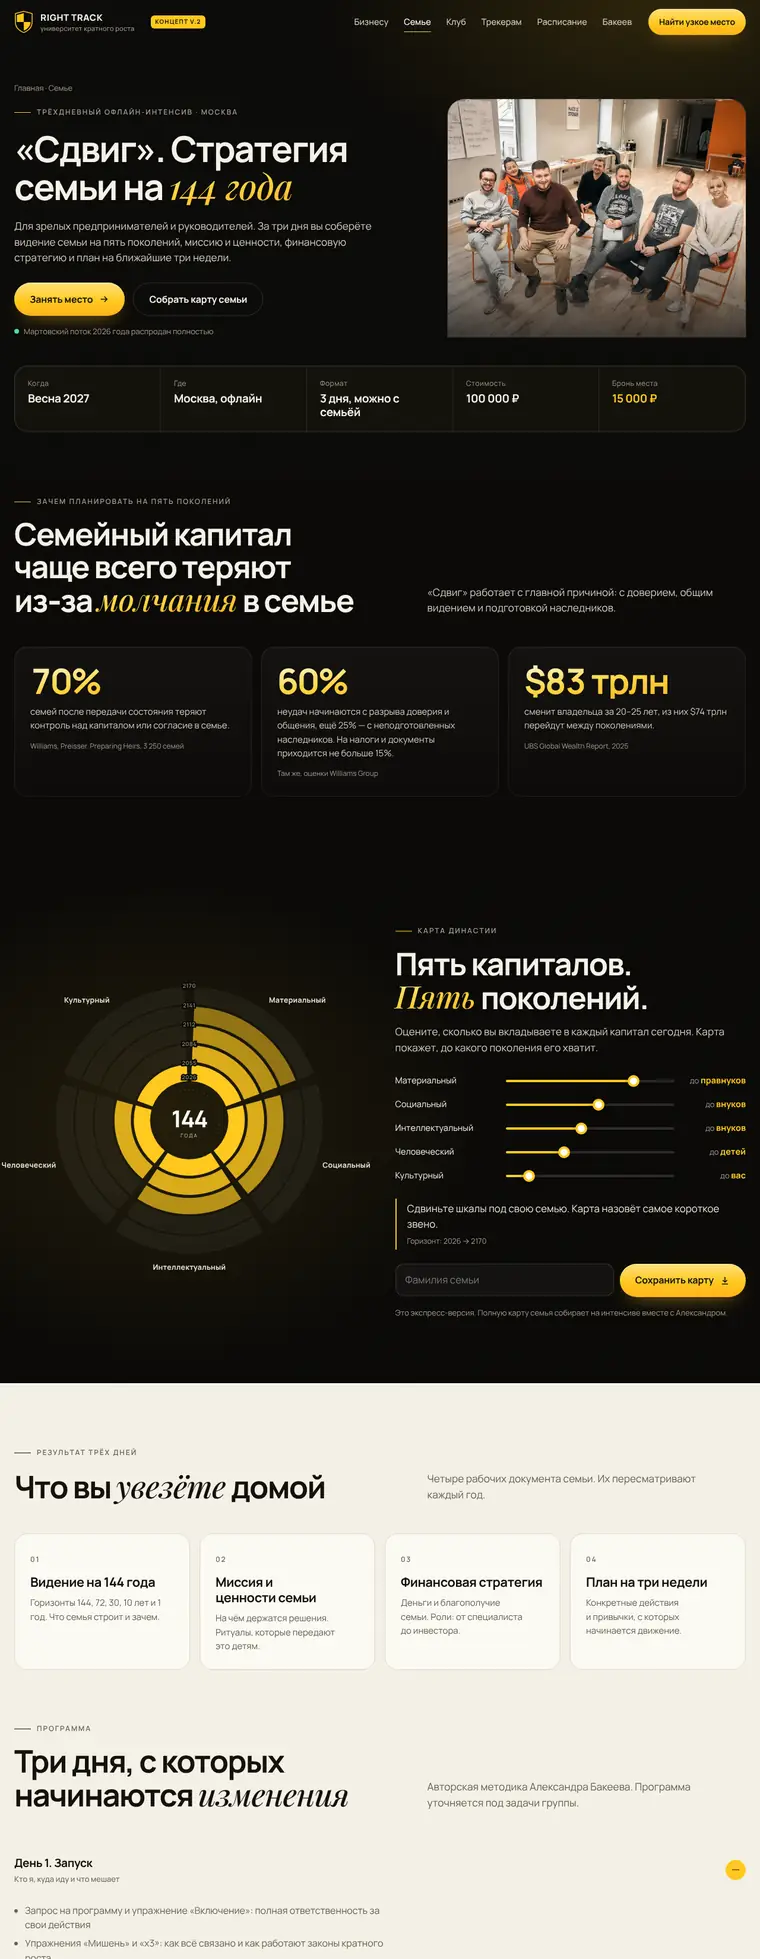 RIGHT TRACK
университет кратного роста
КОНЦЕПТ V.2
Бизнесу
Семье
Клуб
Трекерам
Расписание
Бакеев
Найти узкое место
Главная · Семье
ТРЁХДНЕВНЫЙ ОФЛАЙН-ИНТЕНСИВ · МОСКВА
«Сдвиг». Стратегия
семьи на 144 года
Для зрелых предпринимателей и руководителей. За три дня вы соберёте
видение семьи на пять поколений, миссию и ценности, финансовую
стратегию и план на ближайшие три недели.
Занять место →
Собрать карту семьи
Мартовский поток 2026 года распродан полностью
Когда
Весна 2027
Где
Москва, офлайн
Формат
3 дня, можно с
семьёй
Стоимость
100 000 ₽
Бронь места
15 000 ₽
ЗАЧЕМ ПЛАНИРОВАТЬ НА ПЯТЬ ПОКОЛЕНИЙ
Семейный капитал
чаще всего теряют
из-за молчания в семье
«Сдвиг» работает с главной причиной: с доверием, общим
видением и подготовкой наследников.
70%
семей после передачи состояния теряют
контроль над капиталом или согласие в семье.
Williams, Preisser. Preparing Heirs, 3 250 семей
60%
неудач начинаются с разрыва доверия и
общения, ещё 25% — с неподготовленных
наследников. На налоги и документы
приходится не больше 15%.
Там же, оценки Williams Group
$83 трлн
сменит владельца за 20–25 лет, из них $74 трлн
перейдут между поколениями.
UBS Global Wealth Report, 2025
КАРТА ДИНАСТИИ
Пять капиталов.
Пять поколений.
Оцените, сколько вы вкладываете в каждый капитал сегодня. Карта
покажет, до какого поколения его хватит.
Материальный
до правнуков
Социальный
до внуков
Интеллектуальный
до внуков
Человеческий
до детей
Культурный
до вас
Сдвиньте шкалы под свою семью. Карта назовёт самое короткое
звено.
Горизонт: 2026 → 2170
Фамилия семьи
Сохранить карту
Это экспресс-версия. Полную карту семья собирает на интенсиве вместе с Александром
2170
2141
2112
Культурный
Материальный
144
ГОДА
Человеческий
Социальный
Интеллектуальный
РЕЗУЛЬТАТ ТРЁХ ДНЕЙ
Что вы увезёте домой
Четыре рабочих документа семьи. Их пересматривают
каждый год.
01
Видение на 144 года
Горизонты 144, 72, 30, 10 лет и 1
год. Что семья строит и зачем.
02
Миссия и
ценности семьи
На чём держатся решения.
Ритуалы, которые передают
это детям.
03
Финансовая стратегия
Деньги и благополучие
семьи. Роли: от специалиста
до инвестора.
04
План на три недели
Конкретные действия
и привычки, с которых
начинается движение.
ПРОГРАММА
Три дня, с которых
начинаются изменения
Авторская методика Александра Бакеева. Программа
уточняется под задачи группы.
День 1. Запуск
Кто я, куда иду и что мешает
Запрос на программу и упражнение «Включение»: полная ответственность за
свои действия
Упражнения «Мишень» и «x3»: как всё связано и как работают законы кратного
роста